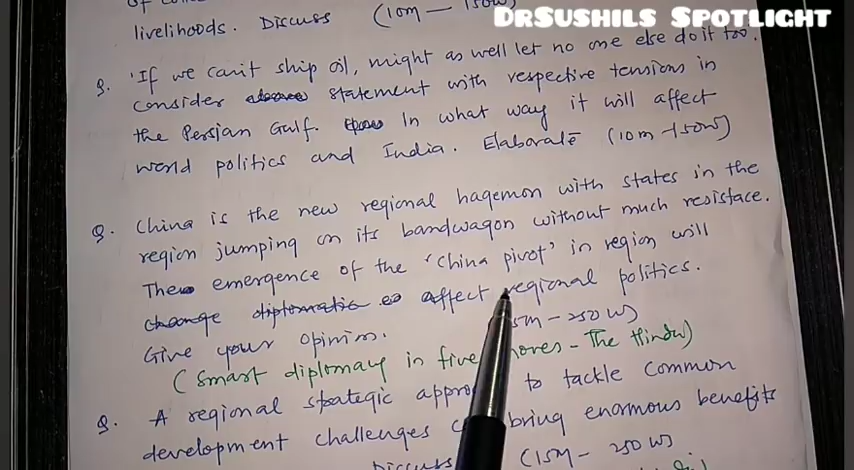 DRSUSHILS SPOTLIGHT
livelihoods. Discuss (10M - 150W)
Q. 'If we can't ship oil, might as well let no one else do it too.
consider statement with respective tensions in
the Persian Gulf. In what way it will affect
world politics and India. Elaborate (10M - 150W)
Q. China is the new regional hagemon with states in the
region jumping on its bandwagon without much resistace.
The emergence of the 'China pivot' in region will
change diplomatic affect regional politics.
Give your opinion. 15M - 250W)
(Smart diplomacy in five moves - The Hindu)
Q. A regional strategic appro to tackle common
development challenges c bring enormous benefits
Discuss (15M - 250W)